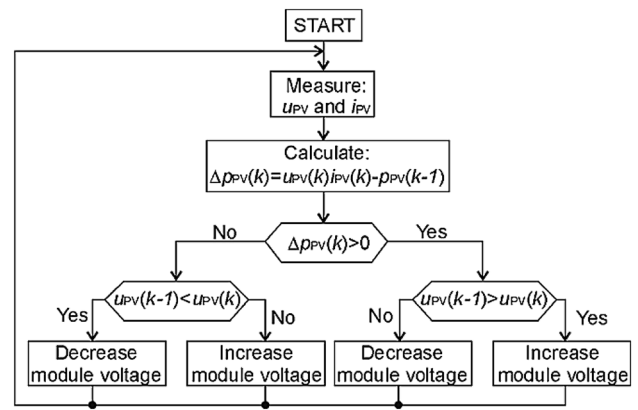 START
Measure:
uPV and iPV
Calculate:
ΔpPV(k)=uPV(k)iPV(k)-pPV(k-1)
No
ΔpPV(k)>0
Yes
uPV(k-1)<uPV(k)
uPV(k-1)>uPV(k)
Yes
No
No
Yes
Decrease
module voltage
Increase
module voltage
Decrease
module voltage
Increase
module voltage